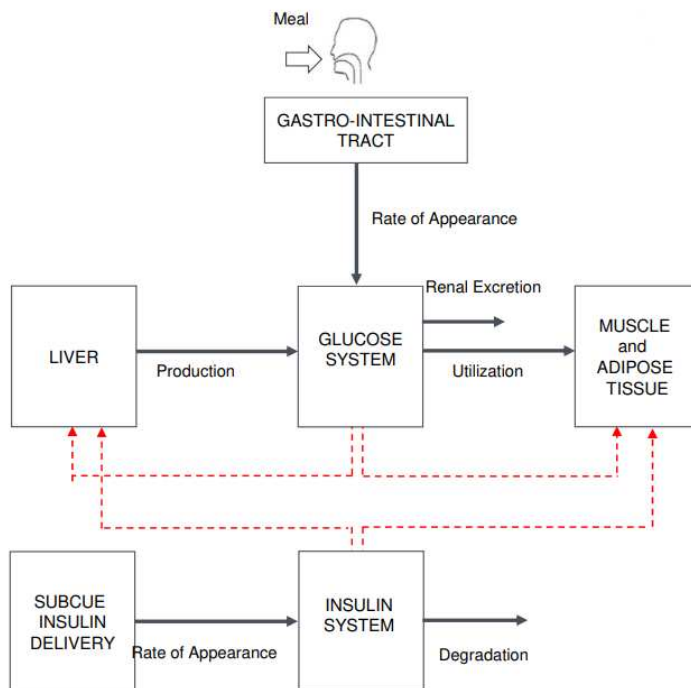 Meal
GASTRO-INTESTINAL
TRACT
Rate of Appearance
Renal Excretion
LIVER
Production
GLUCOSE
SYSTEM
Utilization
MUSCLE
and
ADIPOSE
TISSUE
SUBCUE
INSULIN
DELIVERY
Rate of Appearance
INSULIN
SYSTEM
Degradation